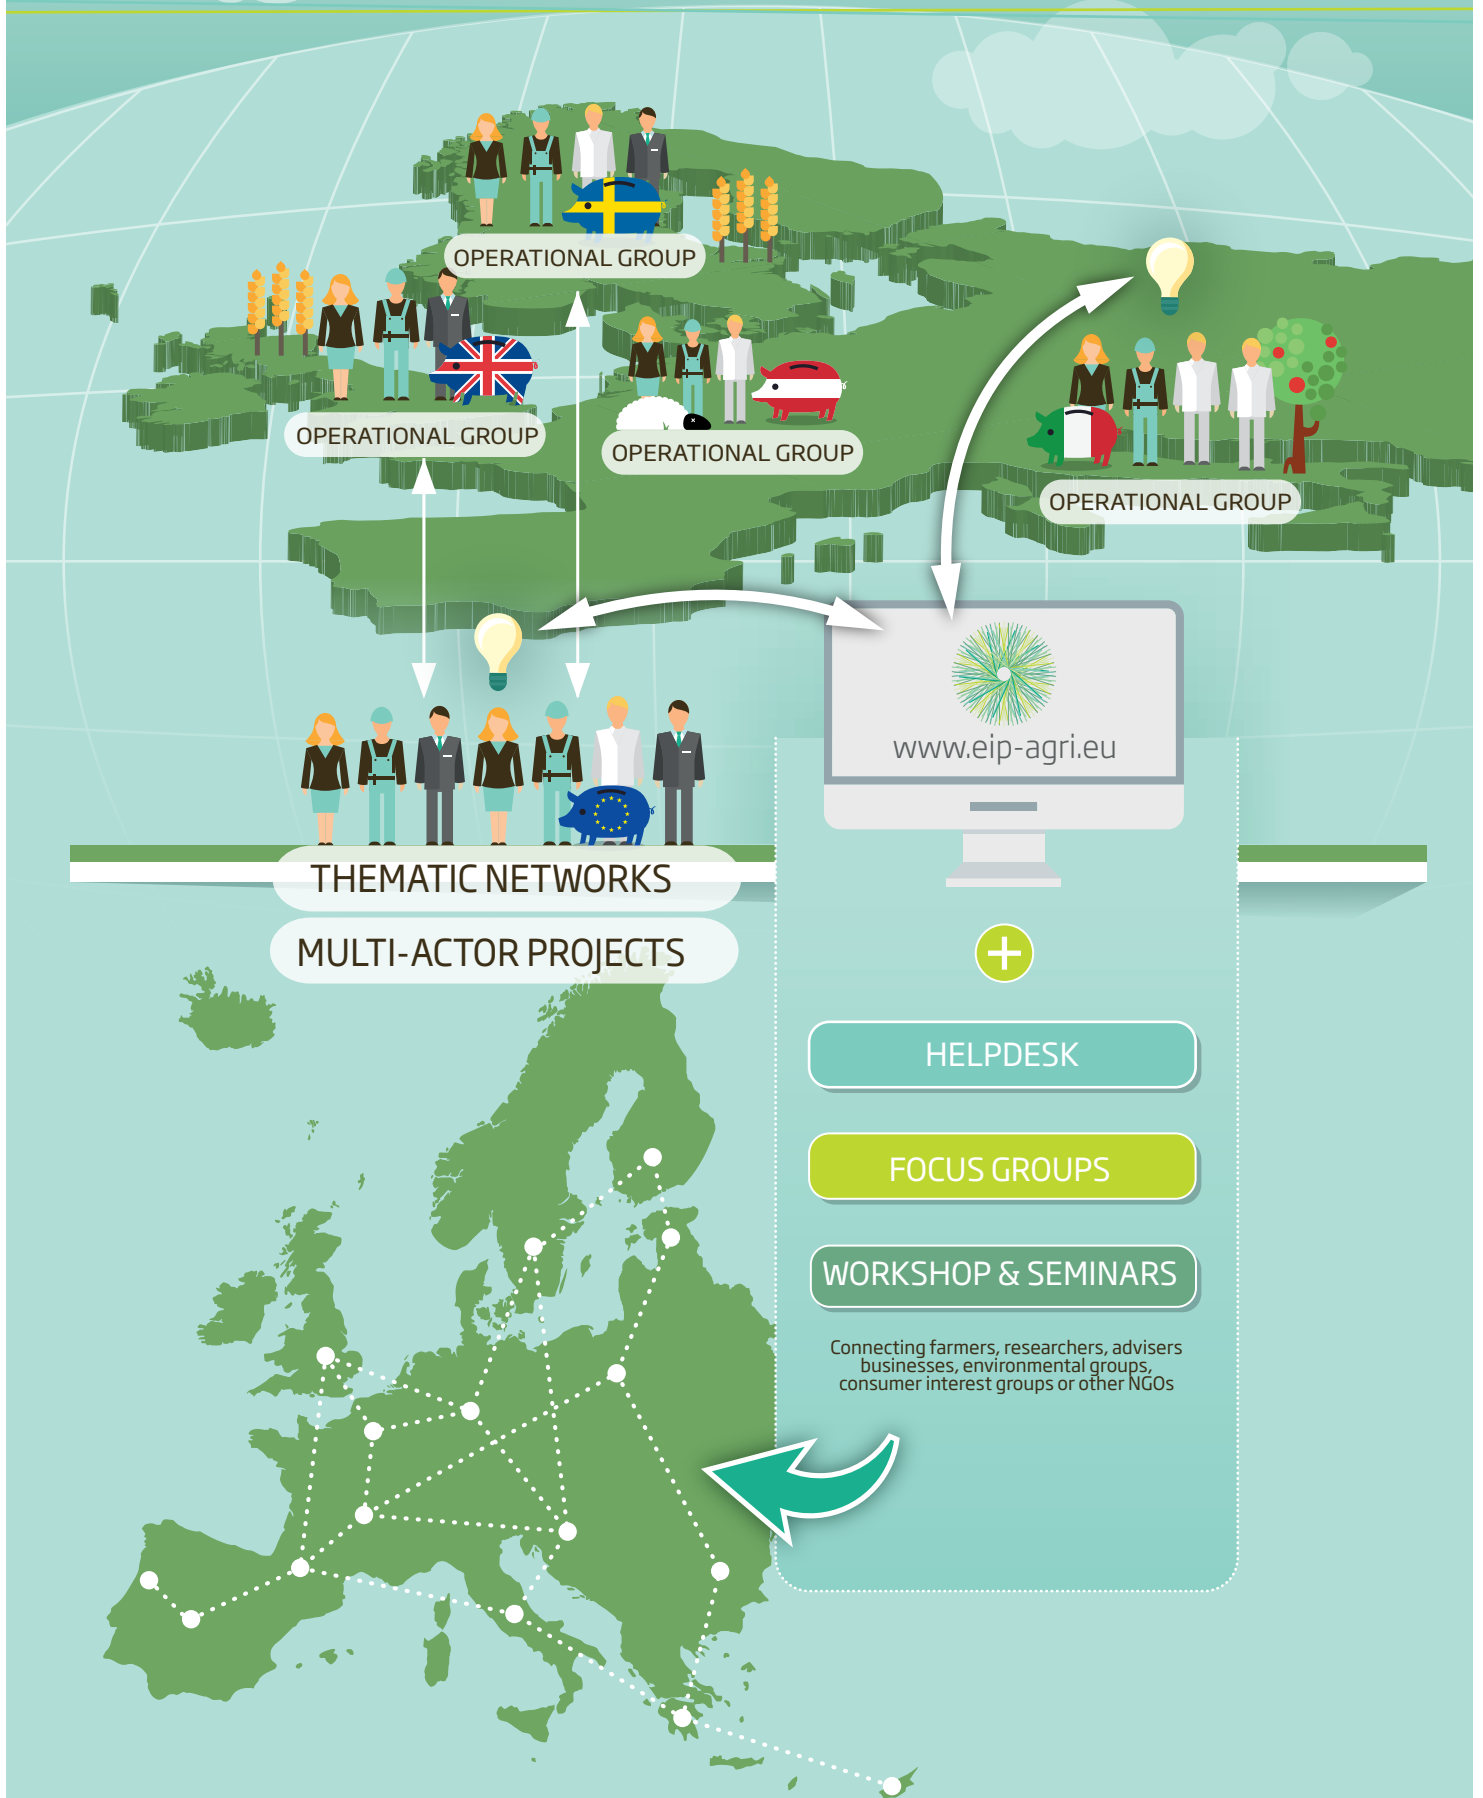 OPERATIONAL GROUP
OPERATIONAL GROUP
OPERATIONAL GROUP
OPERATIONAL GROUP
www.eip-agri.eu
THEMATIC NETWORKS
MULTI-ACTOR PROJECTS
HELPDESK
FOCUS GROUPS
WORKSHOP & SEMINARS
Connecting farmers, researchers, advisers
businesses, environmental groups,
consumer interest groups or other NGOs